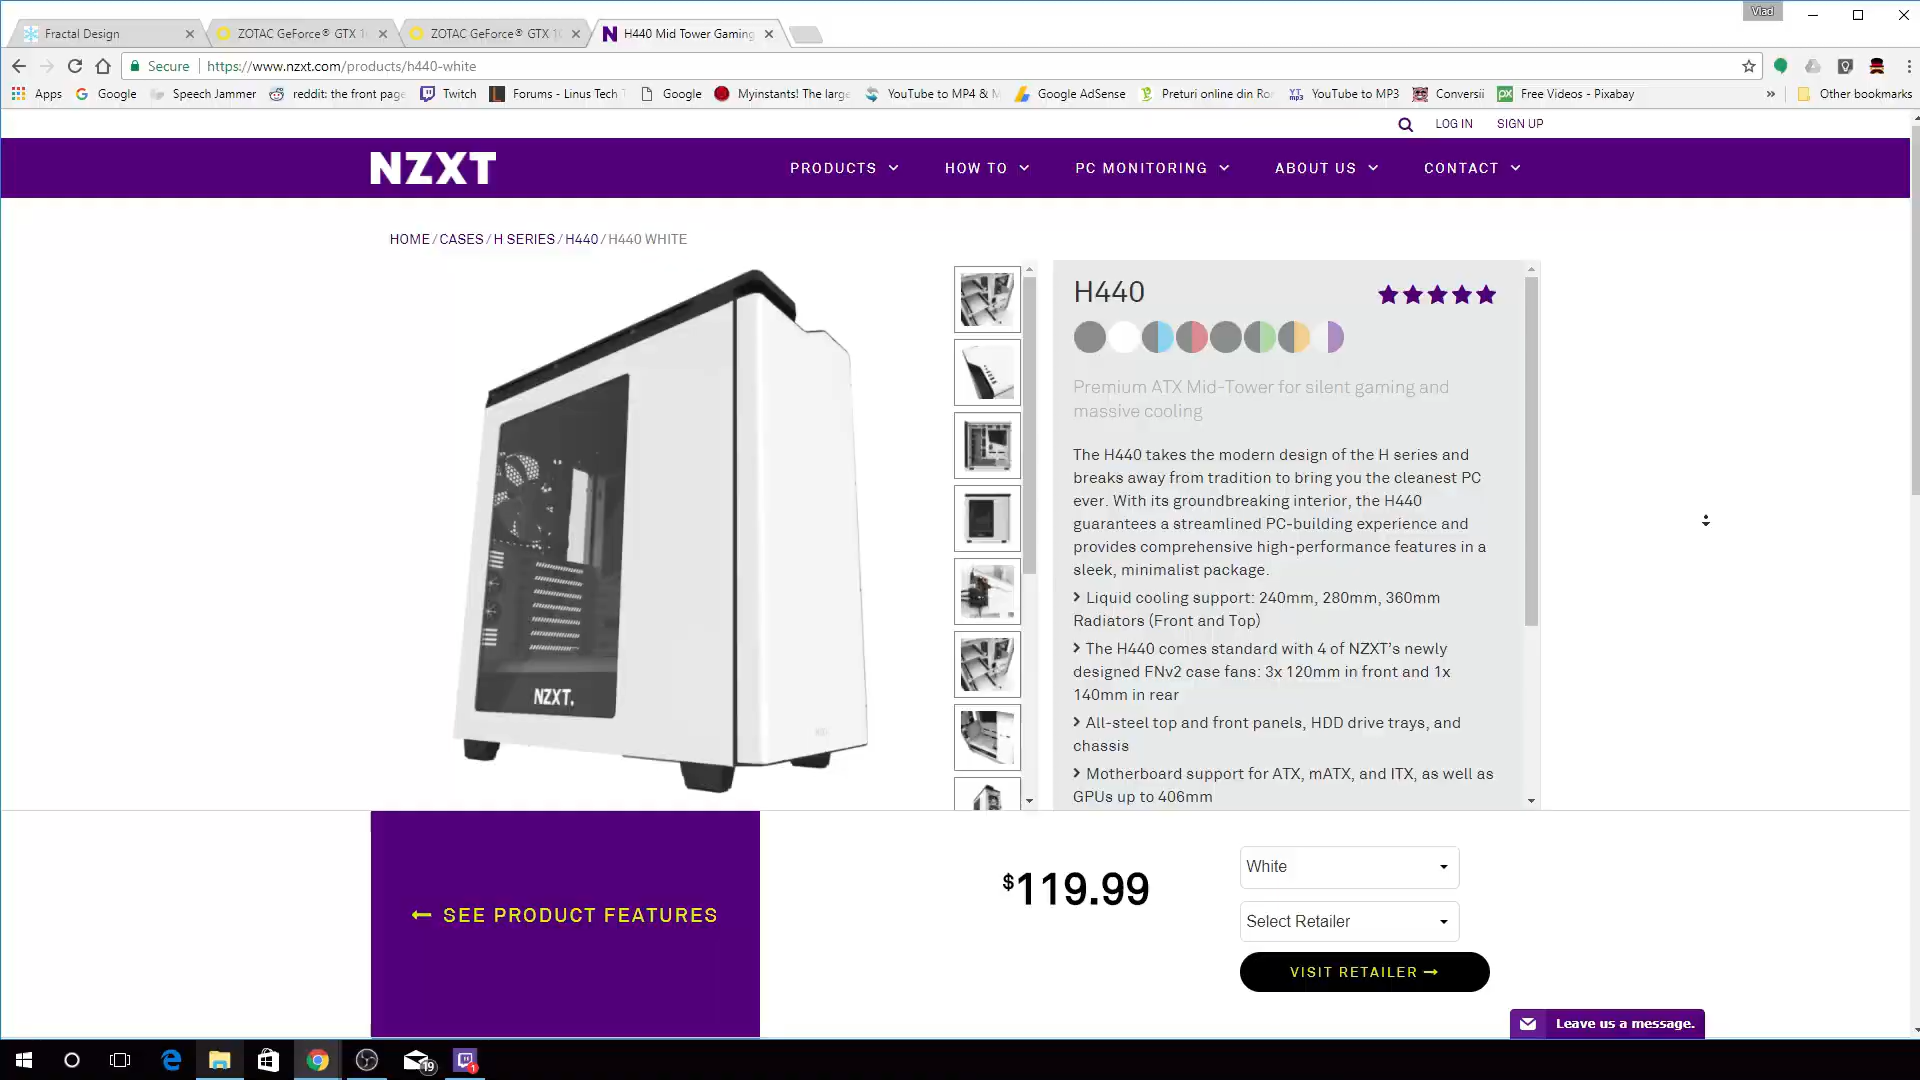 Vlad
Fractal Design
ZOTAC GeForce® GTX 1
ZOTAC GeForce® GTX 10
H440 Mid Tower Gaming
Secure
https://www.nzxt.com/products/h440-white
Apps
Google
Speech Jammer
reddit: the front page
Twitch
Forums - Linus Tech T
Google
Myinstants! The large
YouTube to MP4 & M
Google AdSense
Preturi online din Ro
YouTube to MP3
Conversii
Free Videos - Pixabay
Other bookmarks
LOG IN
SIGN UP
NZXT
PRODUCTS
HOW TO
PC MONITORING
ABOUT US
CONTACT
HOME / CASES / H SERIES / H440 / H440 WHITE
NZXT.
H440
Premium ATX Mid-Tower for silent gaming and
massive cooling
The H440 takes the modern design of the H series and
breaks away from tradition to bring you the cleanest PC
ever. With its groundbreaking interior, the H440
guarantees a streamlined PC-building experience and
provides comprehensive high-performance features in a
sleek, minimalist package.
Liquid cooling support: 240mm, 280mm, 360mm
Radiators (Front and Top)
The H440 comes standard with 4 of NZXT's newly
designed FNv2 case fans: 3x 120mm in front and 1x
140mm in rear
All-steel top and front panels, HDD drive trays, and
chassis
Motherboard support for ATX, mATX, and ITX, as well as
GPUs up to 406mm
SEE PRODUCT FEATURES
$119.99
White
Select Retailer
VISIT RETAILER
Leave us a message.
19
1